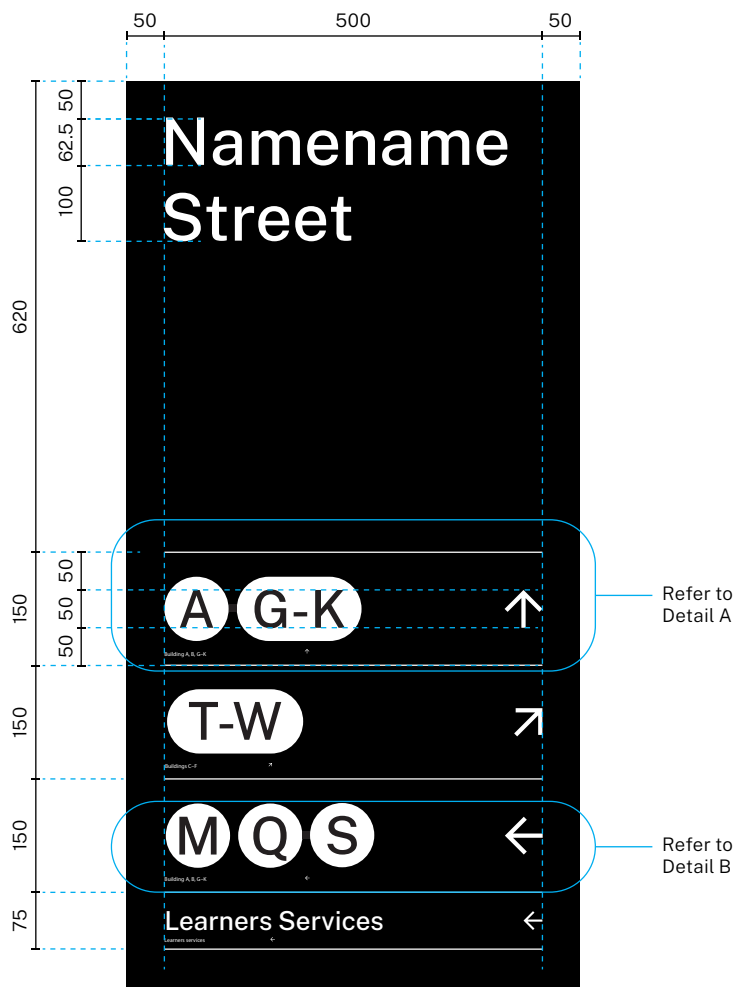 50 500 50
50
62.5
100
620
Namename
Street
150
50
50
50
A G-K ↑
Building A, B, G–K ↑
Refer to
Detail A
150
T-W ↗
Buildings C–F ↗
150
M Q S ←
Building A, B, G–K ←
Refer to
Detail B
75
Learners Services ←
Learners services ←